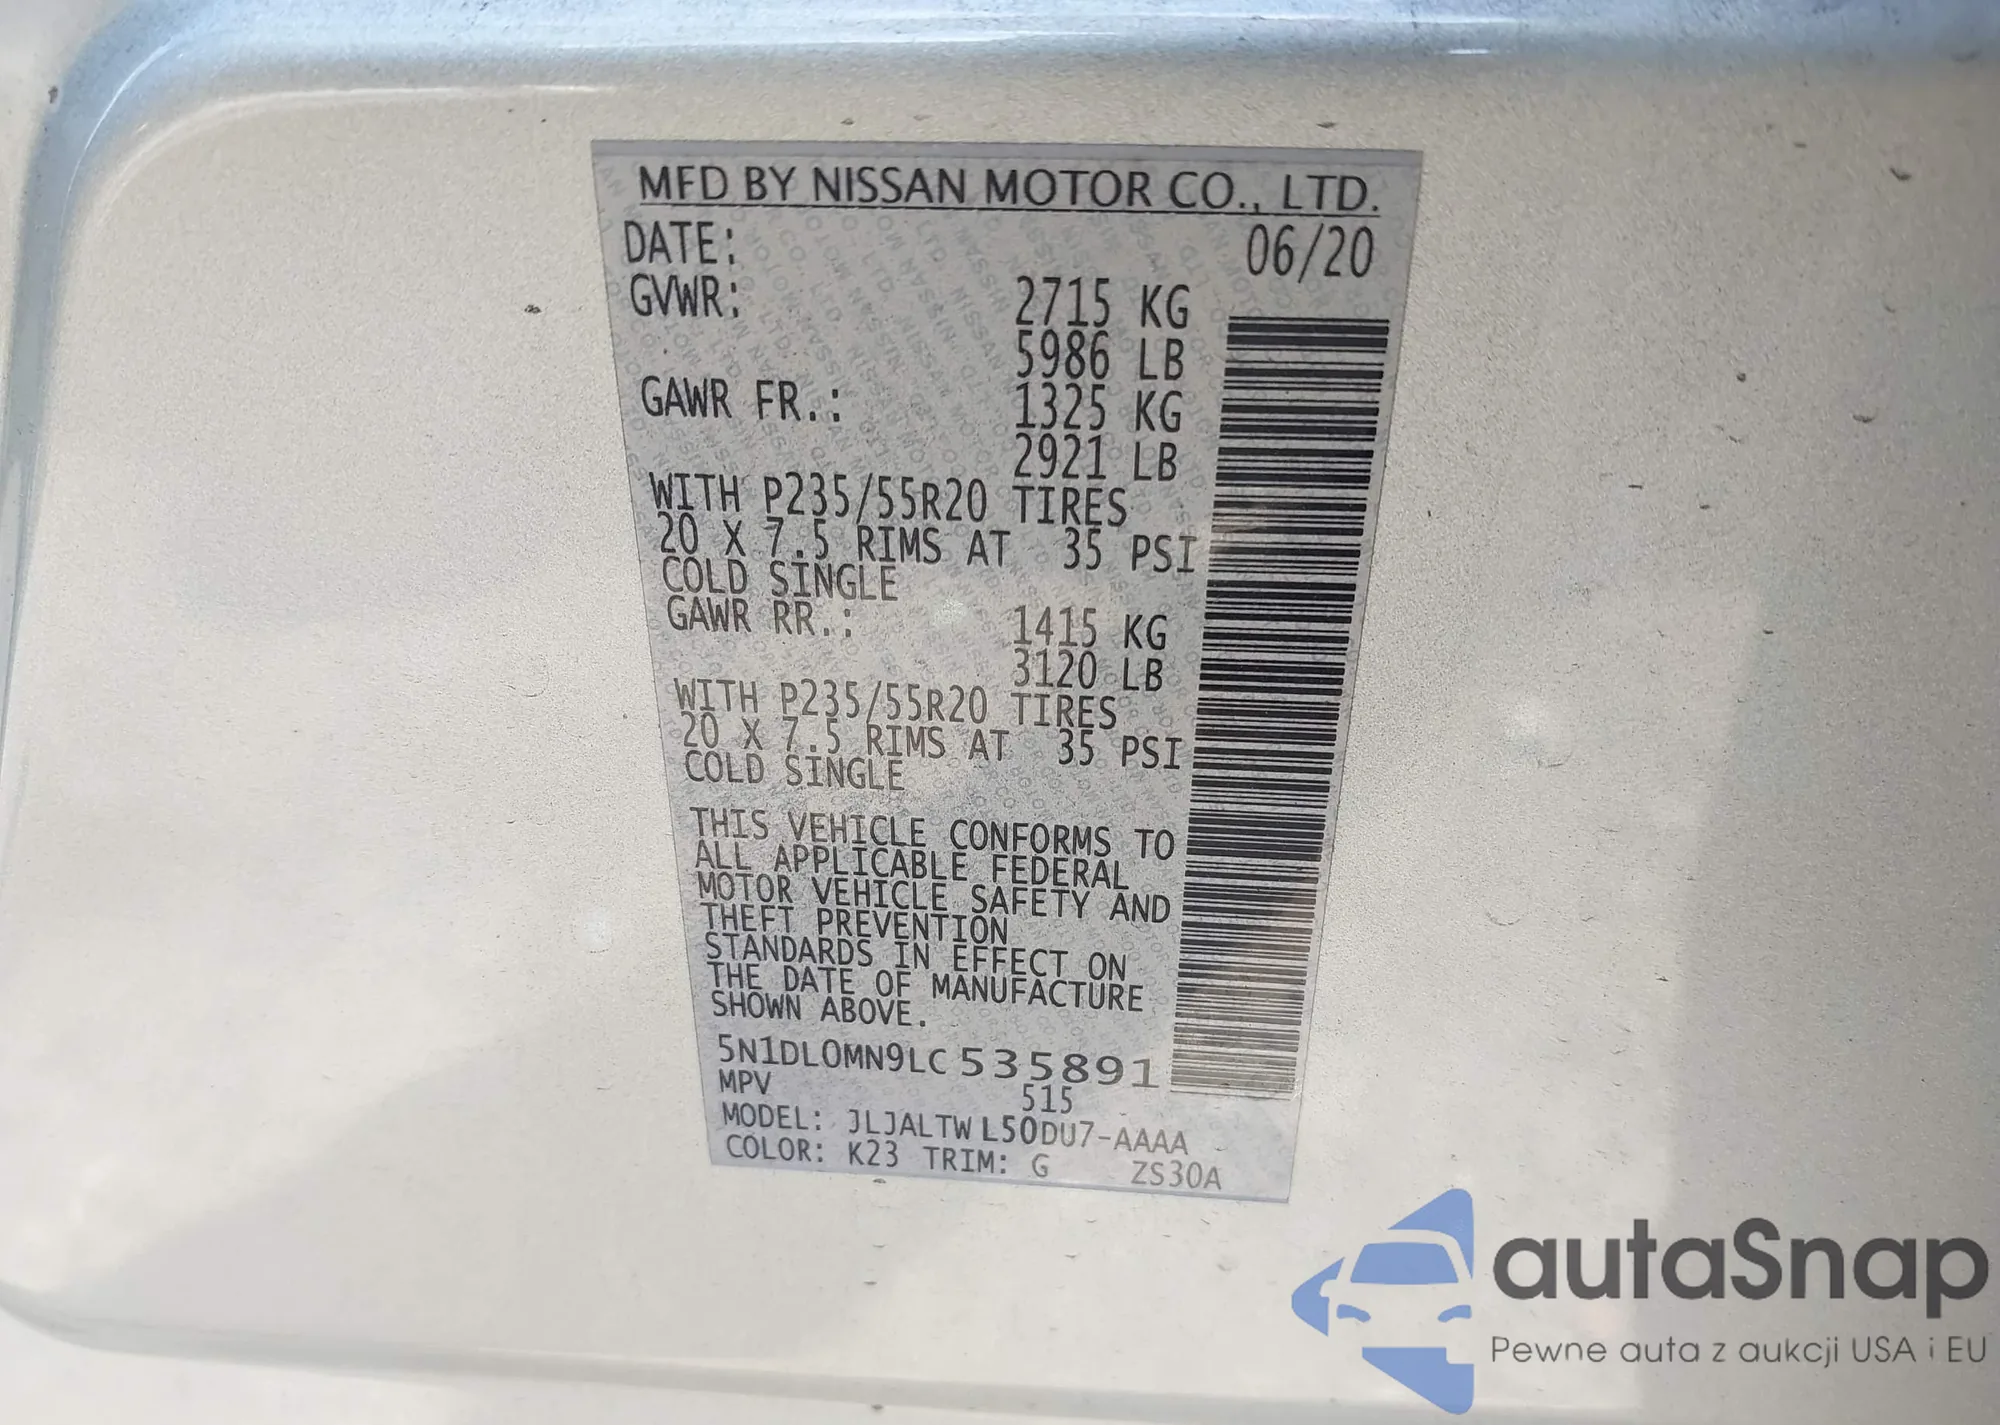 MFD BY NISSAN MOTOR CO., LTD.
DATE: 06/20
GVWR: 2715 KG
5986 LB
GAWR FR.: 1325 KG
2921 LB
WITH P235/55R20 TIRES
20 X 7.5 RIMS AT 35 PSI
COLD SINGLE
GAWR RR.: 1415 KG
3120 LB
WITH P235/55R20 TIRES
20 X 7.5 RIMS AT 35 PSI
COLD SINGLE
THIS VEHICLE CONFORMS TO
ALL APPLICABLE FEDERAL
MOTOR VEHICLE SAFETY AND
THEFT PREVENTION
STANDARDS IN EFFECT ON
THE DATE OF MANUFACTURE
SHOWN ABOVE.
5N1DL0MN9LC535891
MPV 515
MODEL: JLJALTWL50DU7-AAAA
COLOR: K23 TRIM: G ZS30A
autaSnap
Pewne auta z aukcji USA i EU